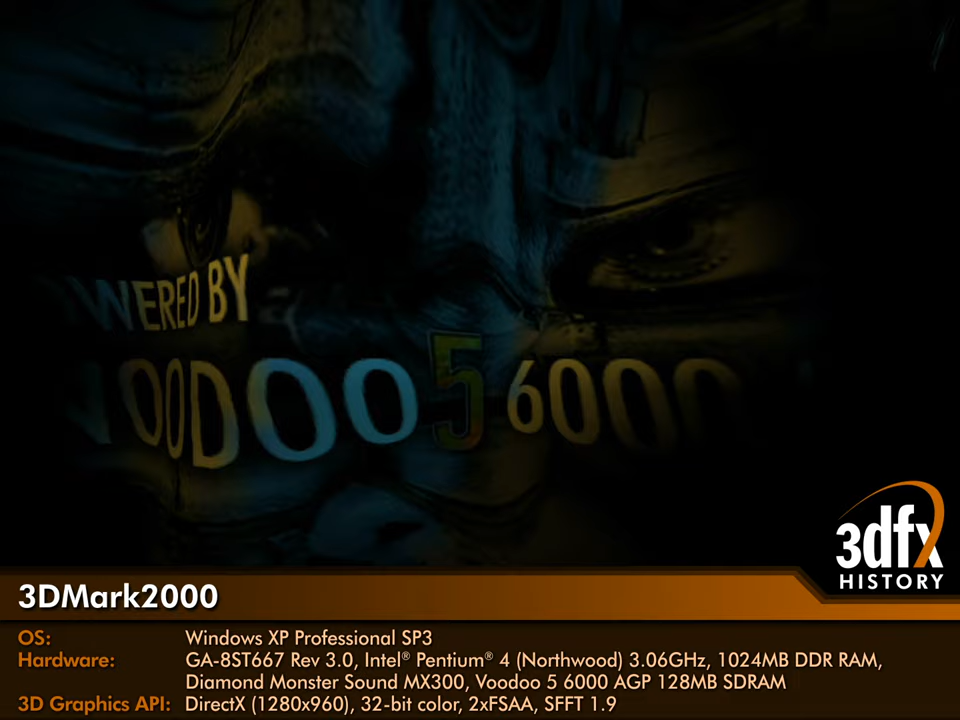 WERED BY
VOODOO 5 6000
3dfx
HISTORY
3DMark2000
OS: Windows XP Professional SP3
Hardware: GA-8ST667 Rev 3.0, Intel® Pentium® 4 (Northwood) 3.06GHz, 1024MB DDR RAM,
Diamond Monster Sound MX300, Voodoo 5 6000 AGP 128MB SDRAM
3D Graphics API: DirectX (1280x960), 32-bit color, 2xFSAA, SFFT 1.9